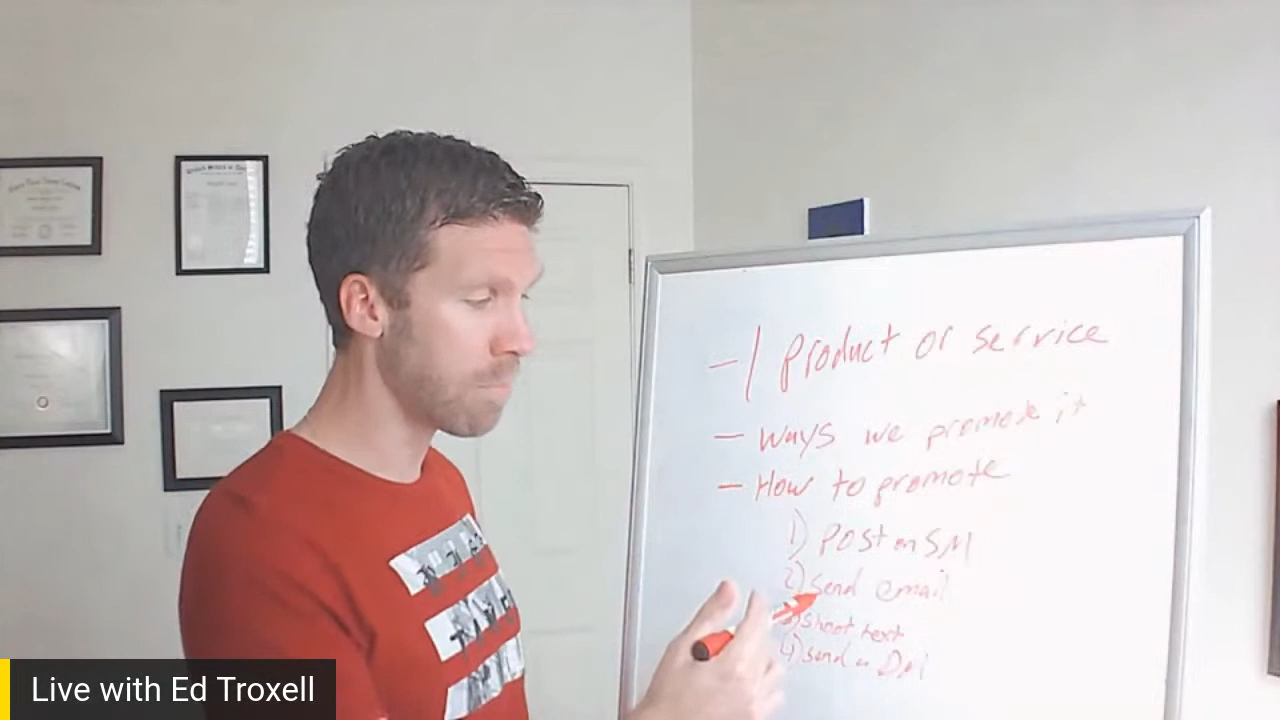 - 1 product or service
- ways we promote it
- How to promote
1) Post on SM
2) Send email
3) Shoot text
4) send a DM
Live with Ed Troxell